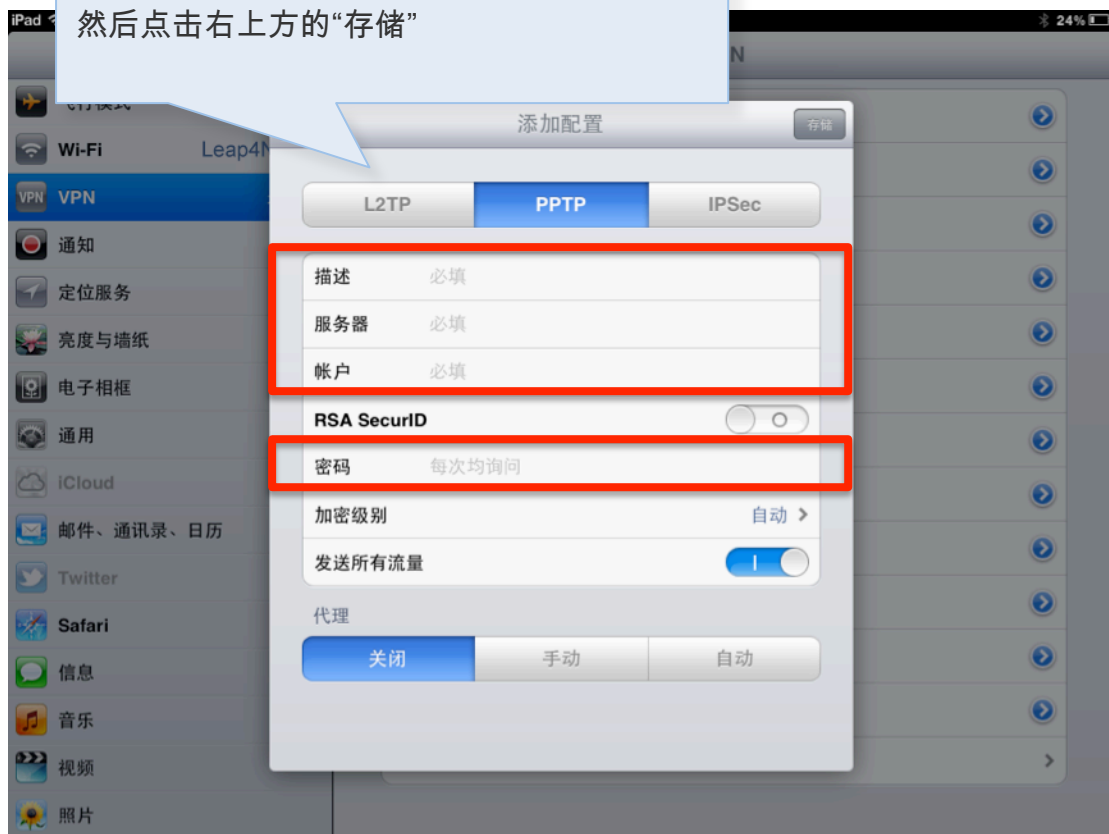 然后点击右上方的“存储”
iPad
24%
N
飞行模式
Wi-Fi
Leap4N
VPN VPN
通知
定位服务
亮度与墙纸
电子相框
通用
iCloud
邮件、通讯录、日历
Twitter
Safari
信息
音乐
视频
照片
添加配置
存储
L2TP
PPTP
IPSec
描述 必填
服务器 必填
帐户 必填
RSA SecurID
密码 每次均询问
加密级别 自动
发送所有流量
代理
关闭
手动
自动